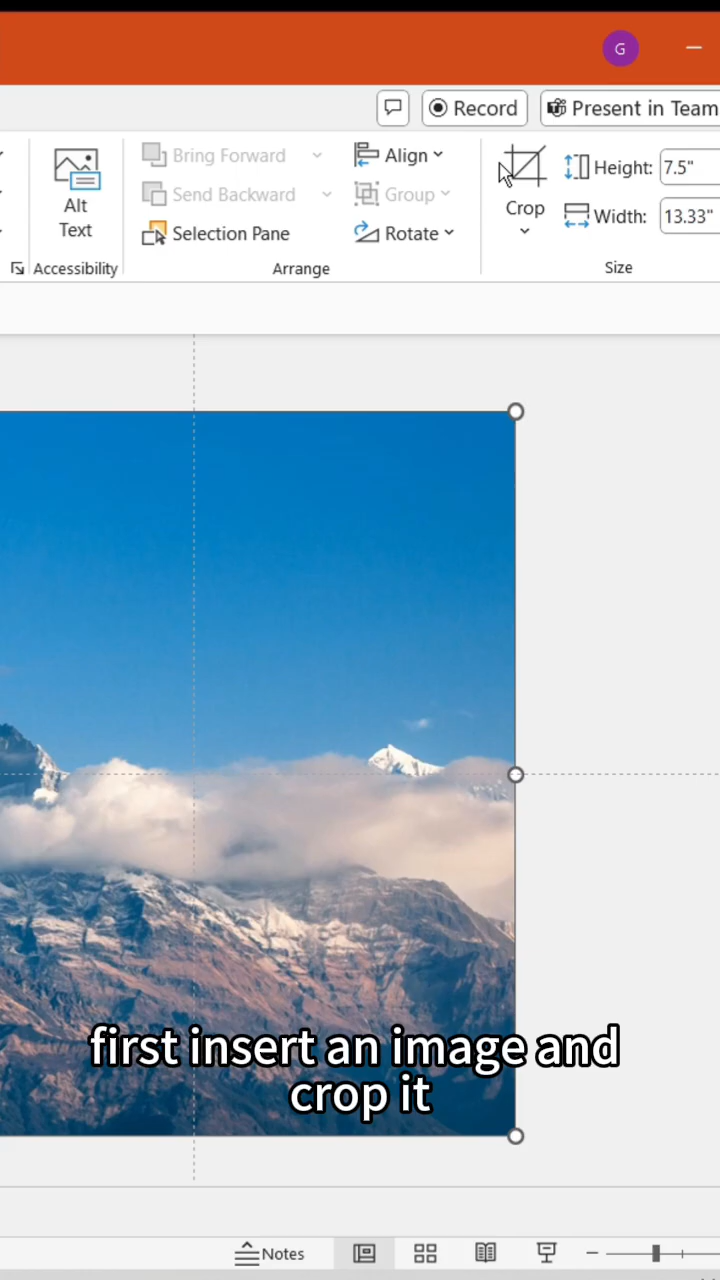 G
Record
Present in Team
Bring Forward
Align
Height:
7.5"
Alt
Text
Send Backward
Group
Crop
Width:
13.33"
Selection Pane
Rotate
Accessibility
Arrange
Size
first insert an image and
crop it
Notes